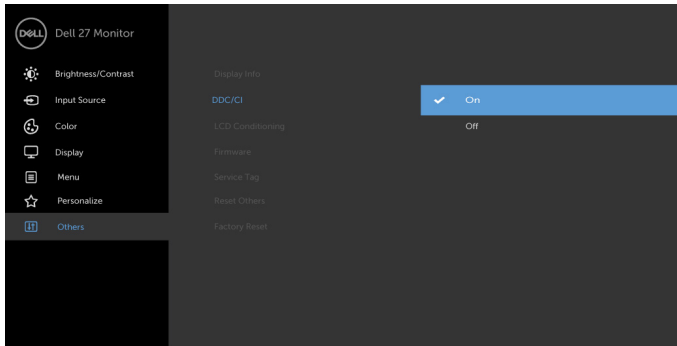 DELL
Dell 27 Monitor
Brightness/Contrast
Input Source
Color
Display
Menu
Personalize
Others
Display Info
DDC/CI
LCD Conditioning
Firmware
Service Tag
Reset Others
Factory Reset
On
Off